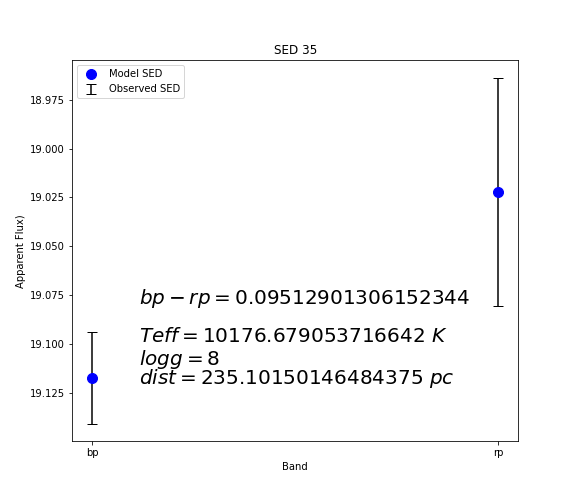 SED 35
Model SED
Observed SED
18.975
19.000
19.025
19.050
19.075
19.100
19.125
Apparent Flux)
bp − rp = 0.09512901306152344
Teff = 10176.679053716642 K
logg = 8
dist = 235.10150146484375 pc
bp
rp
Band